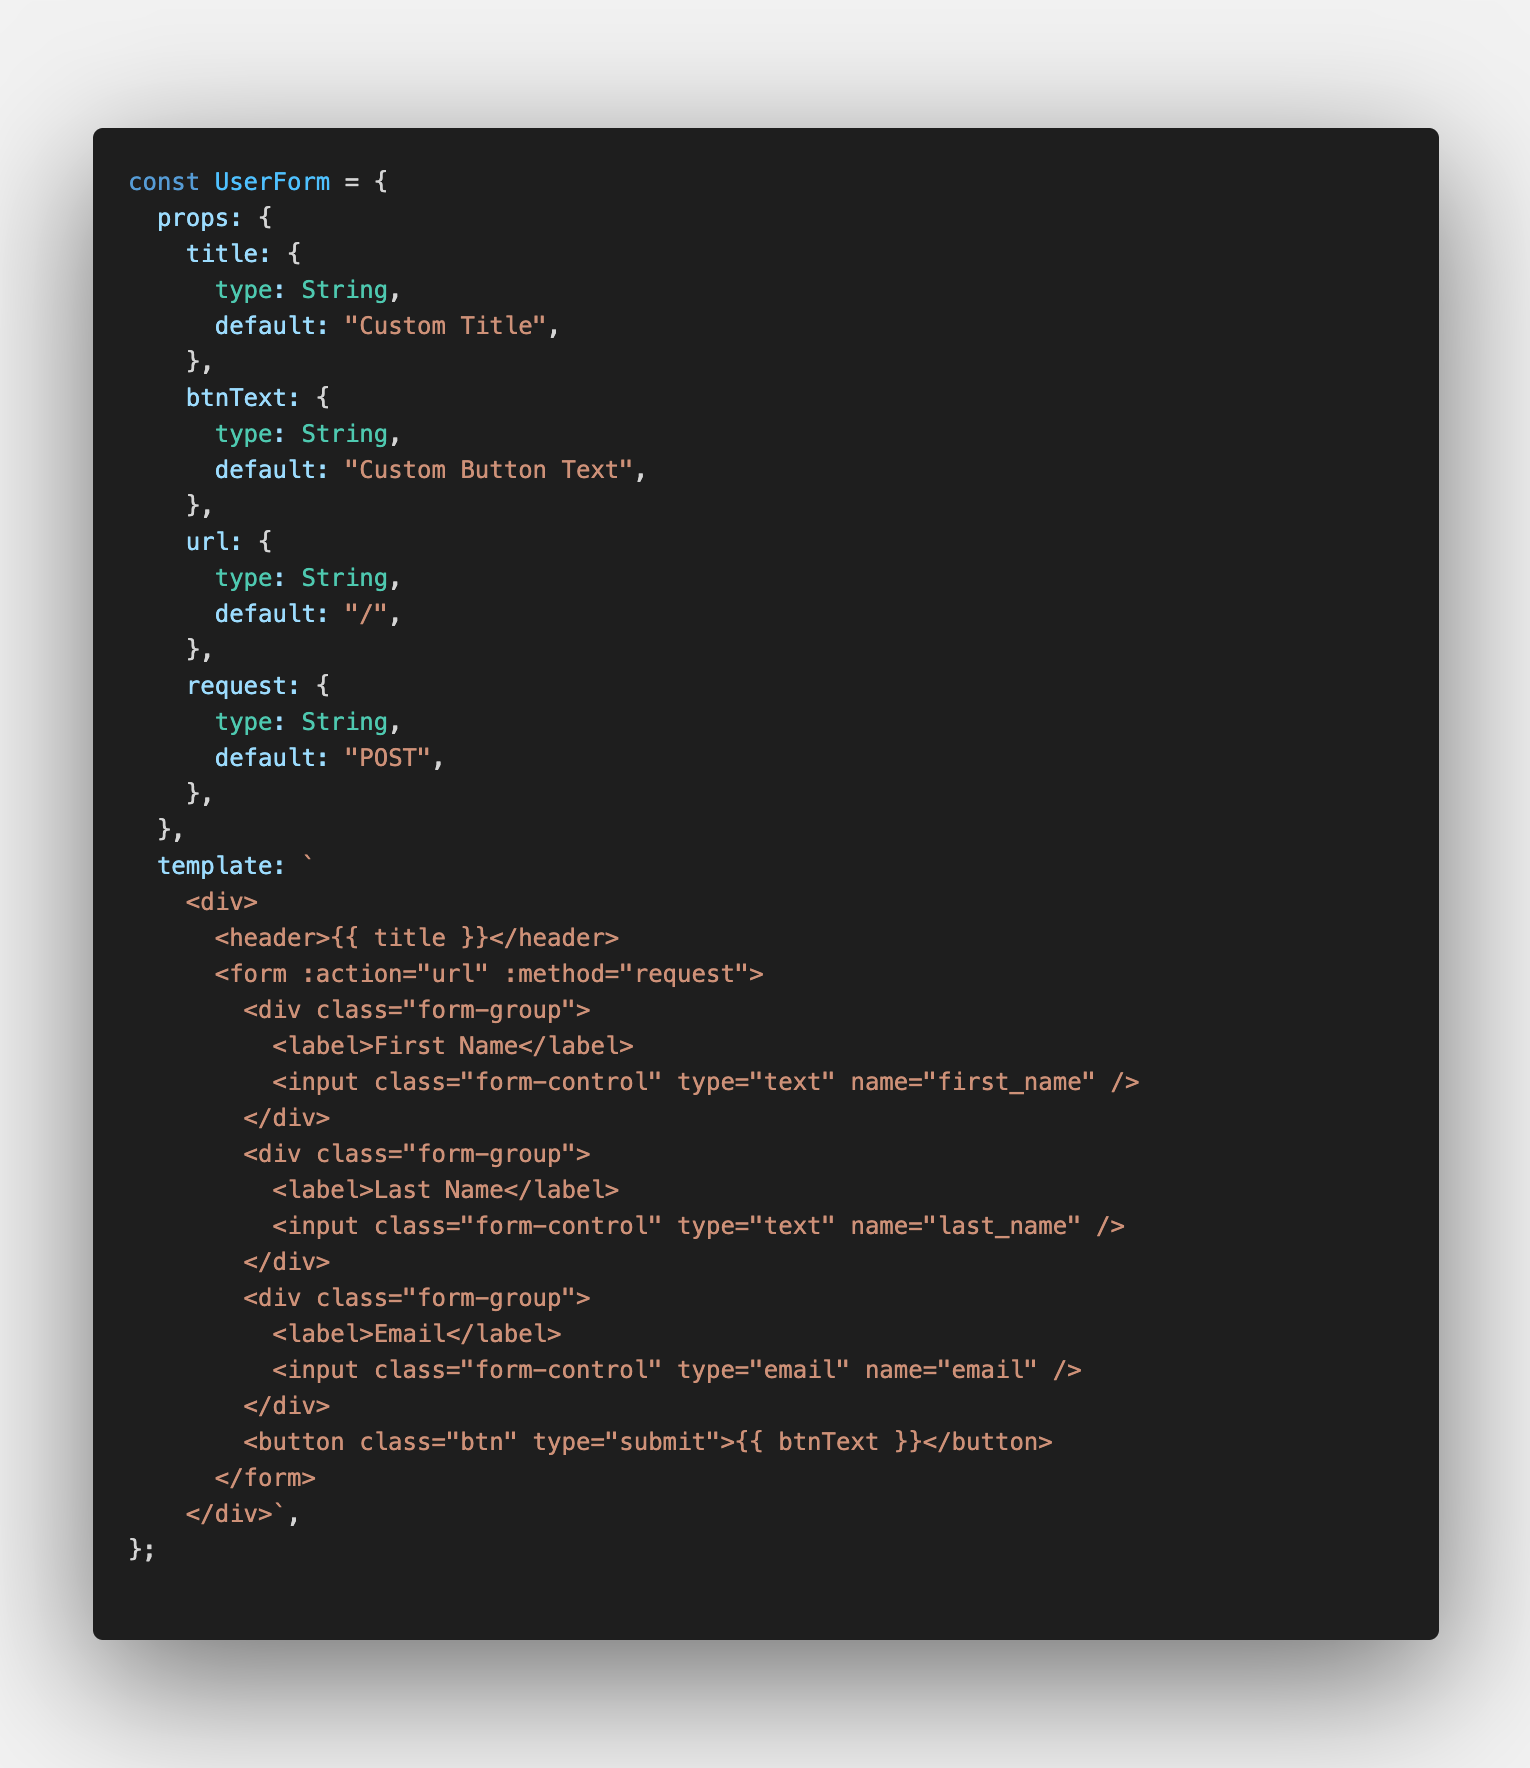 const UserForm = {
  props: {
    title: {
      type: String,
      default: "Custom Title",
    },
    btnText: {
      type: String,
      default: "Custom Button Text",
    },
    url: {
      type: String,
      default: "/",
    },
    request: {
      type: String,
      default: "POST",
    },
  },
  template: `
    <div>
      <header>{{ title }}</header>
      <form :action="url" :method="request">
        <div class="form-group">
          <label>First Name</label>
          <input class="form-control" type="text" name="first_name" />
        </div>
        <div class="form-group">
          <label>Last Name</label>
          <input class="form-control" type="text" name="last_name" />
        </div>
        <div class="form-group">
          <label>Email</label>
          <input class="form-control" type="email" name="email" />
        </div>
        <button class="btn" type="submit">{{ btnText }}</button>
      </form>
    </div>`,
};